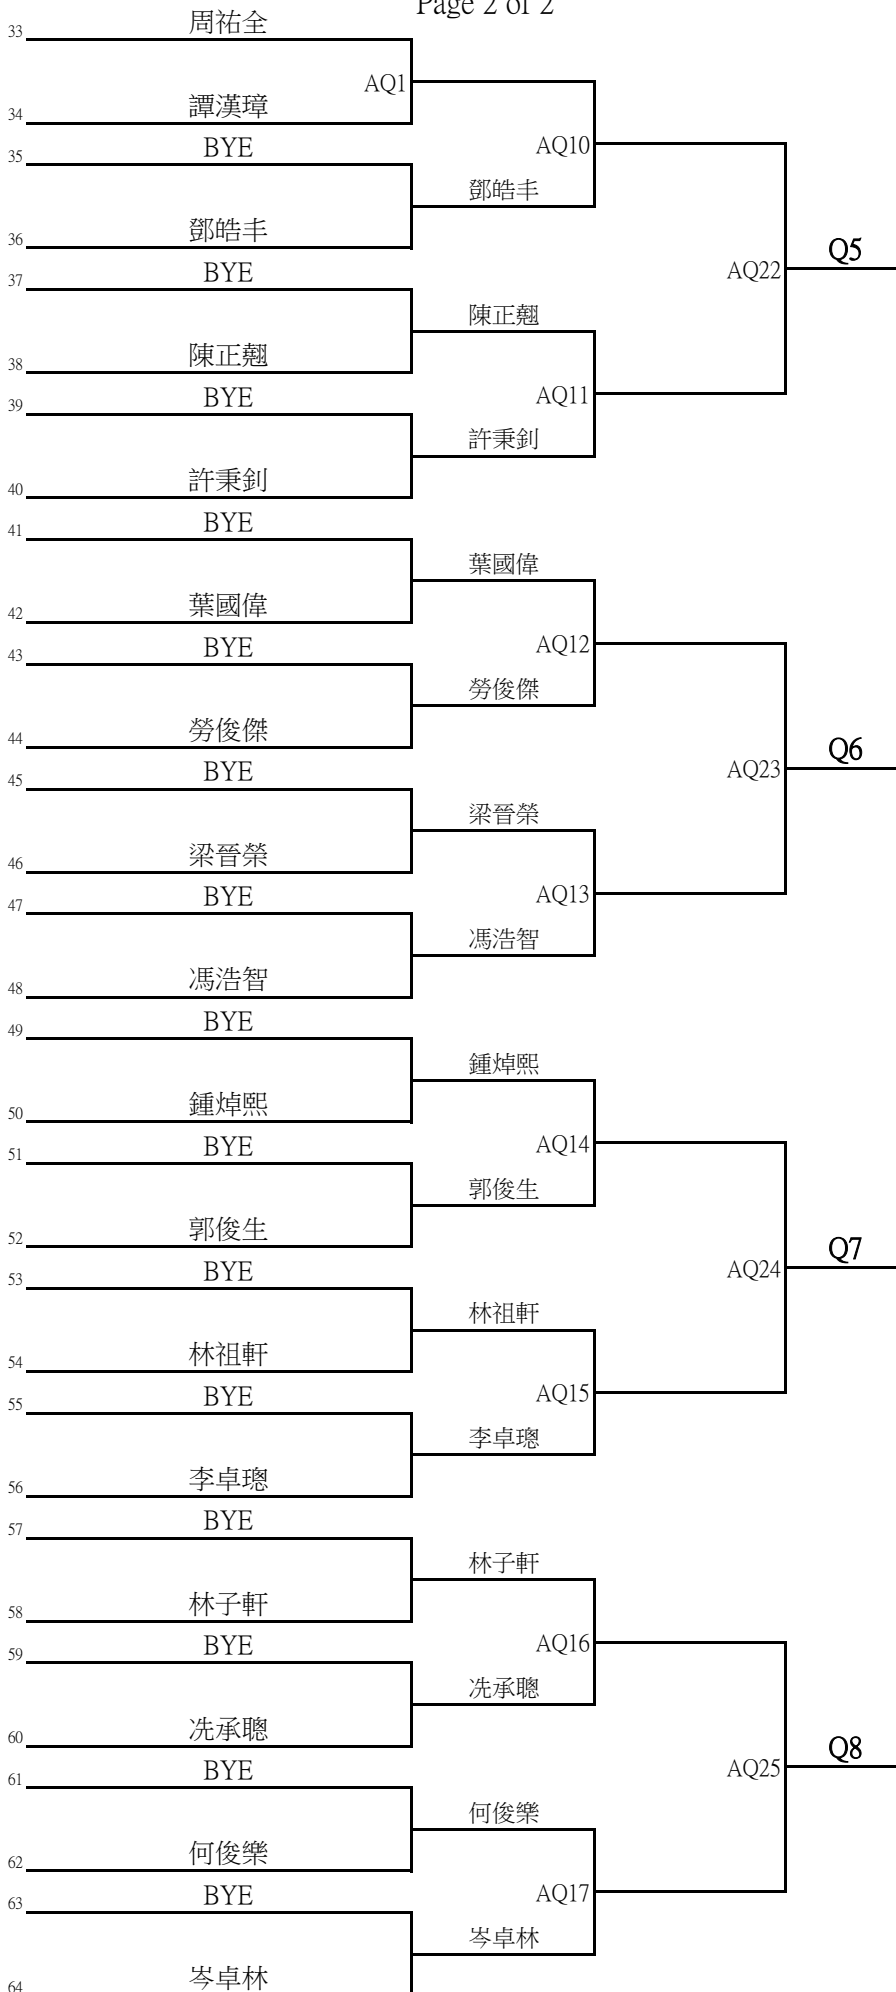 Page 2 of 2
33 周祐全
AQ1
34 譚漢璋
35 BYE
AQ10
鄧皓丰
36 鄧皓丰
37 BYE
Q5
AQ22
陳正翹
38 陳正翹
39 BYE
AQ11
許秉釗
40 許秉釗
41 BYE
葉國偉
42 葉國偉
43 BYE
AQ12
勞俊傑
44 勞俊傑
45 BYE
Q6
AQ23
梁晉榮
46 梁晉榮
47 BYE
AQ13
馮浩智
48 馮浩智
49 BYE
鍾焯熙
50 鍾焯熙
51 BYE
AQ14
郭俊生
52 郭俊生
53 BYE
Q7
AQ24
林祖軒
54 林祖軒
55 BYE
AQ15
李卓璁
56 李卓璁
57 BYE
林子軒
58 林子軒
59 BYE
AQ16
冼承聰
60 冼承聰
61 BYE
Q8
AQ25
何俊樂
62 何俊樂
63 BYE
AQ17
岑卓林
64 岑卓林